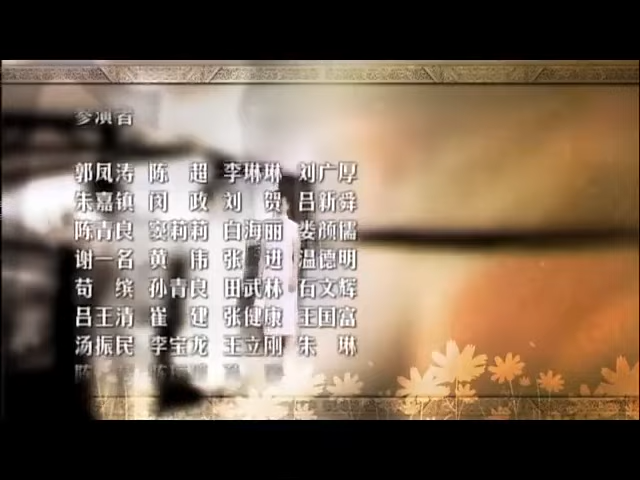 参演者
郭凤涛 陈 超 李琳琳 刘广厚
朱嘉镇 闵 政 刘 贺 吕新舜
陈青良 窦莉莉 白海丽 娄颜儒
谢一名 黄 伟 张 进 温德明
苟 缤 孙青良 田武林 石文辉
吕王清 崔 建 张健康 王国富
汤振民 李宝龙 王立刚 朱 琳